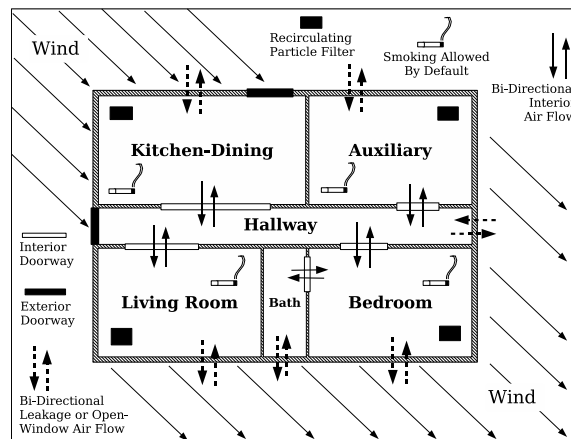 Wind
Recirculating
Particle Filter
Smoking Allowed
By Default
Bi-Directional
Interior
Air Flow
Kitchen-Dining
Auxiliary
Hallway
Interior
Doorway
Living Room
Bath
Bedroom
Exterior
Doorway
Bi-Directional
Leakage or Open-
Window Air Flow
Wind